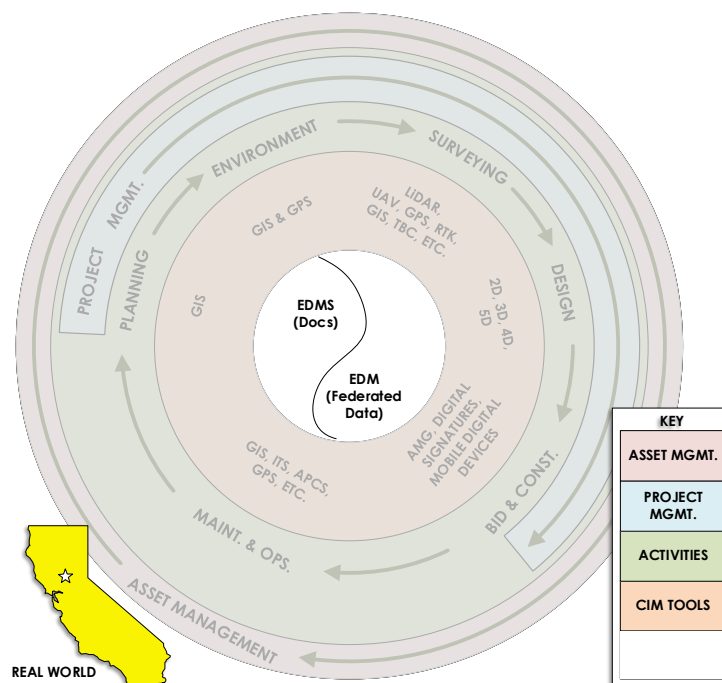 PROJECT MGMT.
PLANNING
ENVIRONMENT
SURVEYING
DESIGN
BID & CONST.
MAINT. & OPS.
ASSET MANAGEMENT
GIS
GIS & GPS
LiDAR,
UAV, GPS, RTK,
GIS, TBC, ETC.
2D, 3D, 4D,
5D
AMG, DIGITAL
SIGNATURES,
MOBILE DIGITAL
DEVICES
GIS, ITS, APCS,
GPS, ETC.
EDMS
(Docs)
EDM
(Federated
Data)
KEY
ASSET MGMT.
PROJECT
MGMT.
ACTIVITIES
CIM TOOLS
REAL WORLD